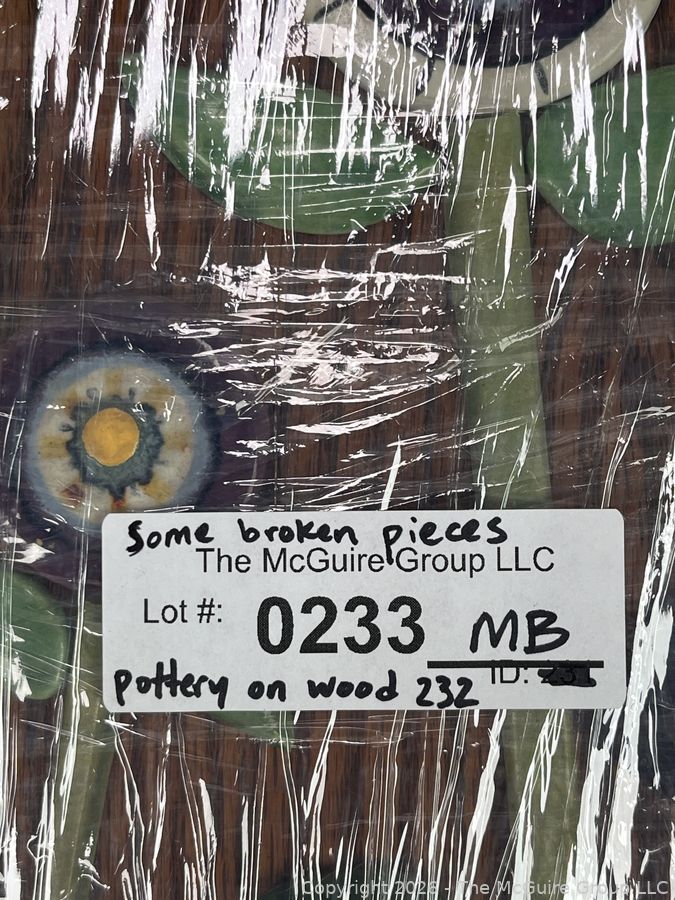 Some broken pieces
The McGuire Group LLC
Lot #: 0233 MB
ID:
pottery on wood 232
Copyright 2026 - The McGuire Group LLC